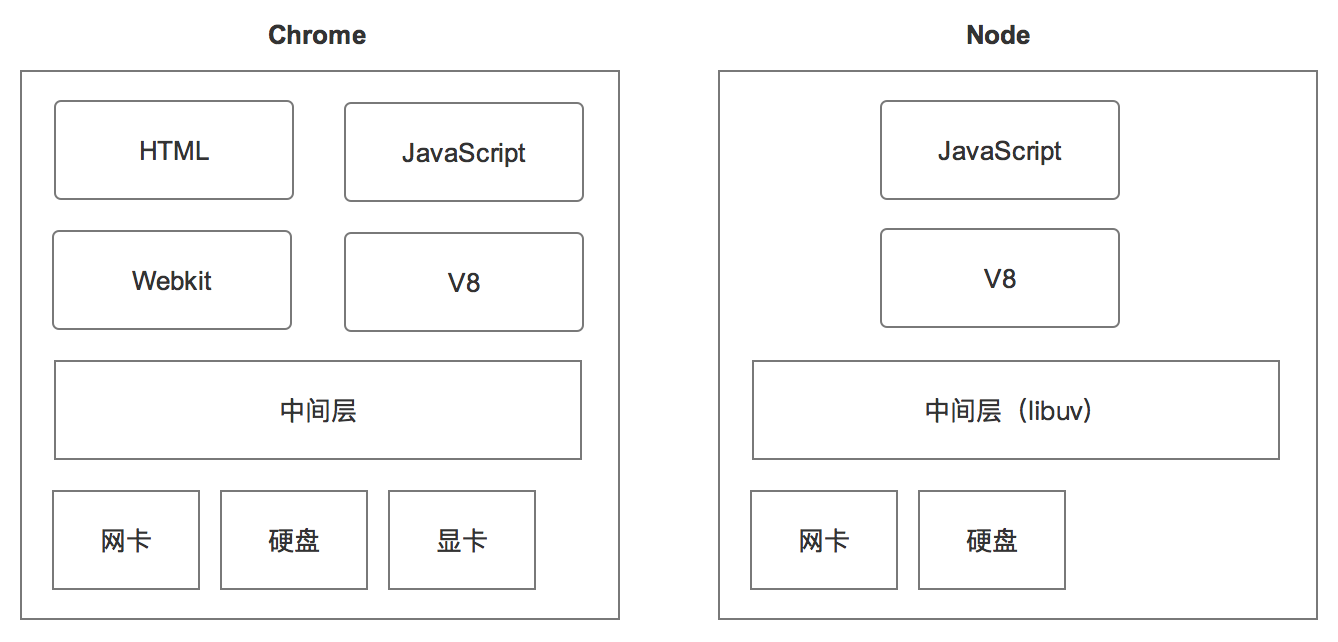 Chrome
HTML
JavaScript
Webkit
V8
中间层
网卡
硬盘
显卡
Node
JavaScript
V8
中间层（libuv）
网卡
硬盘